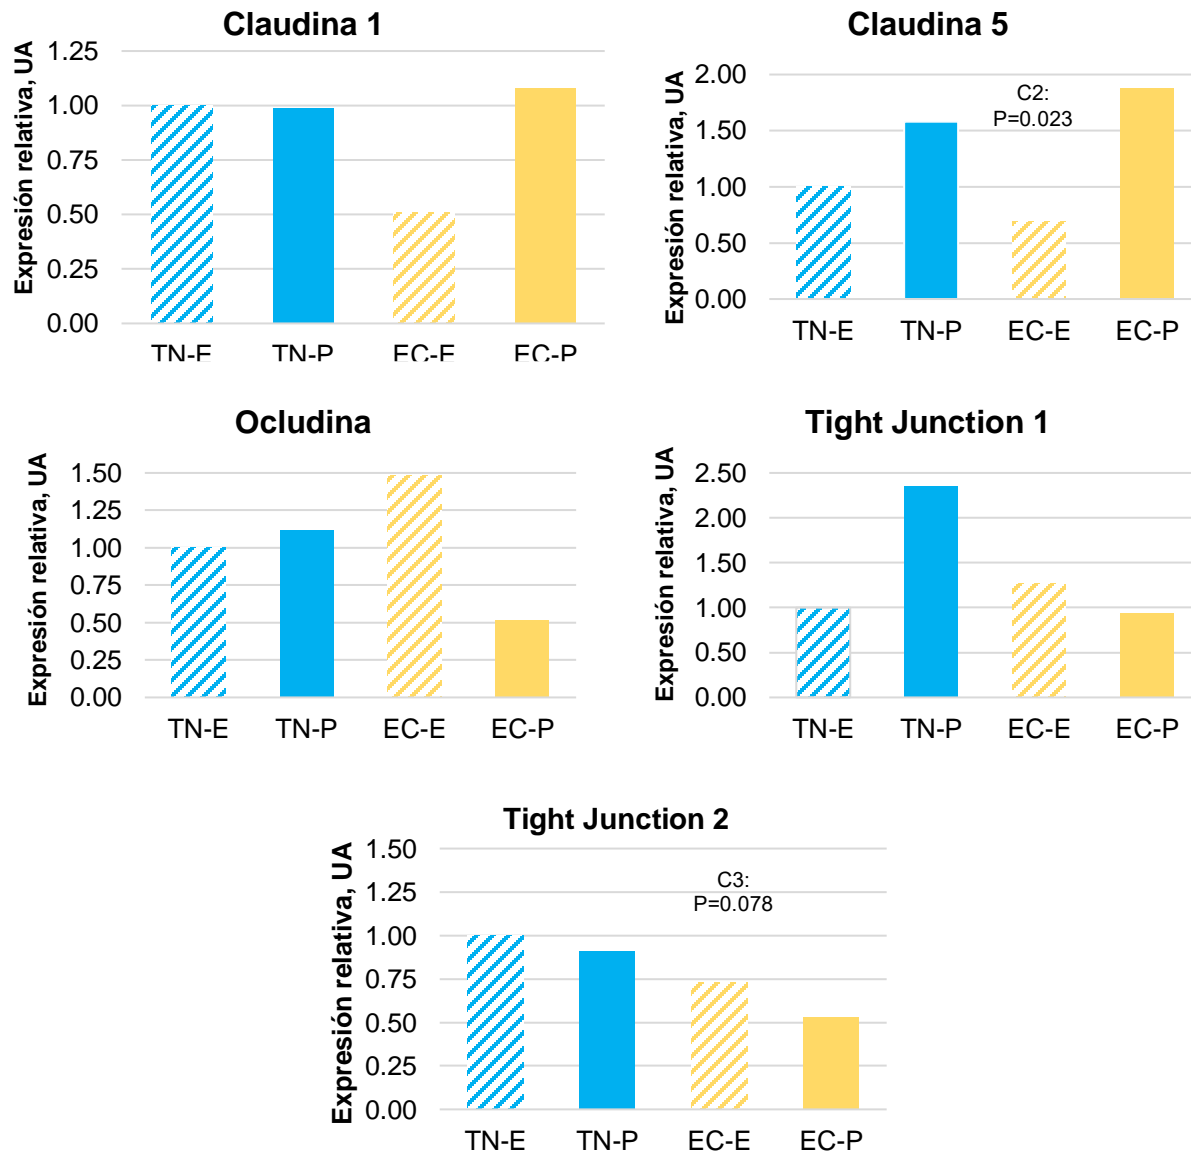 Claudina 1
Expresión relativa, UA
1.25
1.00
0.75
0.50
0.25
0.00
TN-E TN-P EC-E EC-P
Claudina 5
Expresión relativa, UA
2.00
1.50
1.00
0.50
0.00
C2:
P=0.023
TN-E TN-P EC-E EC-P
Ocludina
Expresión relativa, UA
1.50
1.25
1.00
0.75
0.50
0.25
0.00
TN-E TN-P EC-E EC-P
Tight Junction 1
Expresión relativa, UA
2.50
2.00
1.50
1.00
0.50
0.00
TN-E TN-P EC-E EC-P
Tight Junction 2
Expresión relativa, UA
1.50
1.25
1.00
0.75
0.50
0.25
0.00
C3:
P=0.078
TN-E TN-P EC-E EC-P